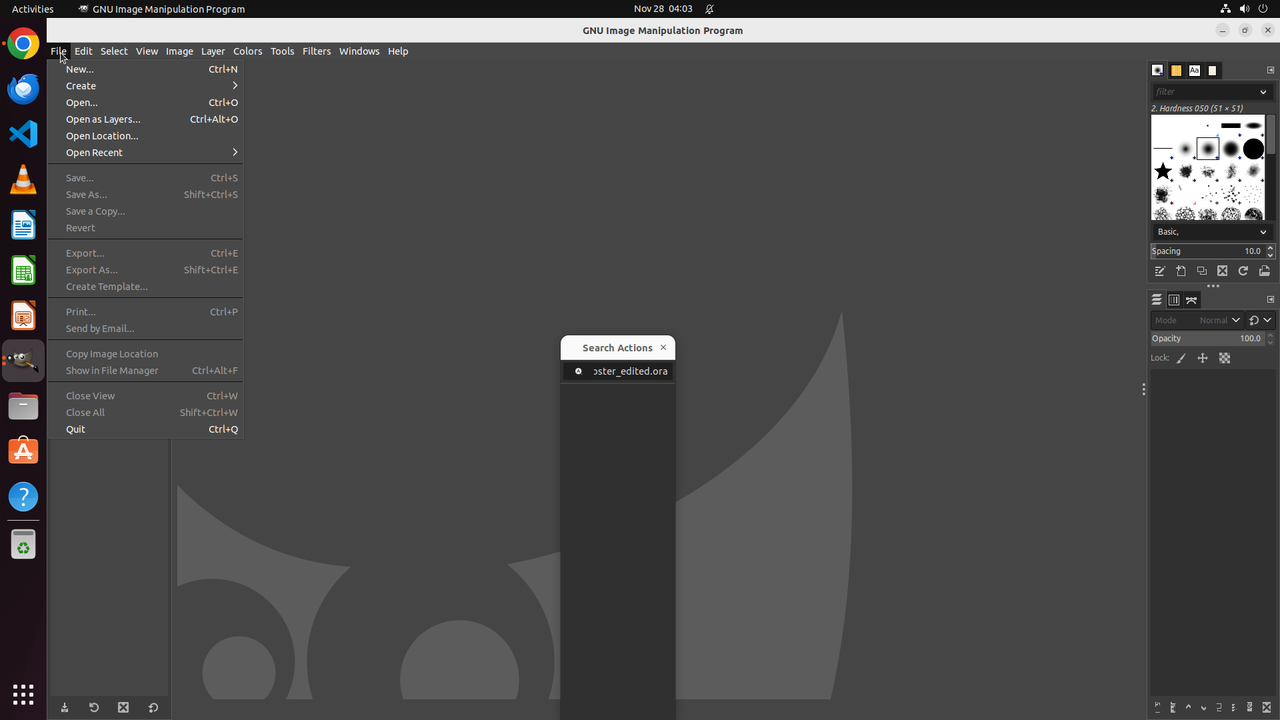 Activities
GNU Image Manipulation Program
Nov 28 04:03
GNU Image Manipulation Program
File Edit Select View Image Layer Colors Tools Filters Windows Help
New... Ctrl+N
Create
Open... Ctrl+O
Open as Layers... Ctrl+Alt+O
Open Location...
Open Recent
Save... Ctrl+S
Save As... Shift+Ctrl+S
Save a Copy...
Revert
Export... Ctrl+E
Export As... Shift+Ctrl+E
Create Template...
Print... Ctrl+P
Send by Email...
Copy Image Location
Show in File Manager Ctrl+Alt+F
Close View Ctrl+W
Close All Shift+Ctrl+W
Quit Ctrl+Q
Search Actions
oster_edited.ora
Aa
filter
2. Hardness 050 (51 × 51)
Basic,
Spacing 10.0
Mode Normal
Opacity 100.0
Lock: